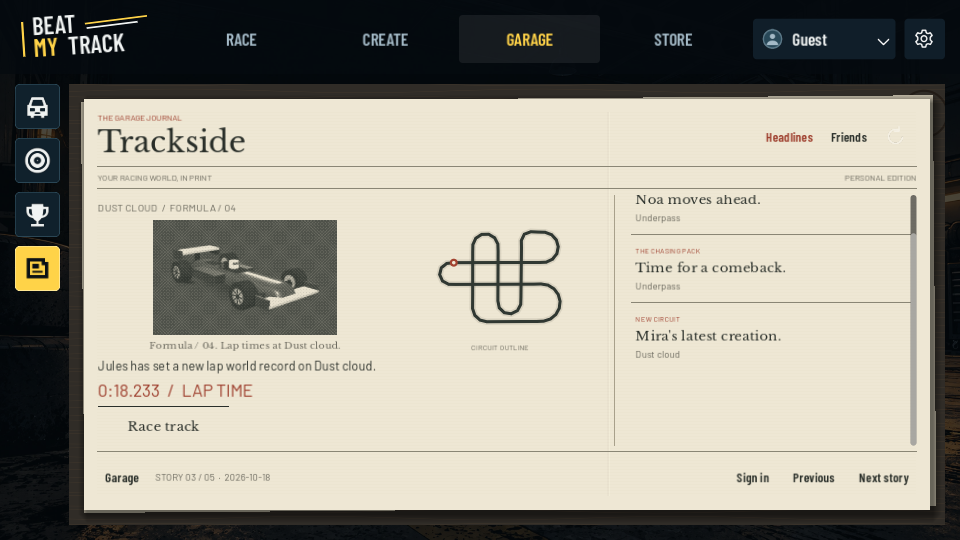 BEAT
MY TRACK
RACE
CREATE
GARAGE
STORE
Guest
THE GARAGE JOURNAL
Trackside
Headlines
Friends
YOUR RACING WORLD, IN PRINT
PERSONAL EDITION
DUST CLOUD / FORMULA / 04
Formula / 04. Lap times at Dust cloud.
CIRCUIT OUTLINE
Jules has set a new lap world record on Dust cloud.
0:18.233 / LAP TIME
Race track
Noa moves ahead.
Underpass
THE CHASING PACK
Time for a comeback.
Underpass
NEW CIRCUIT
Mira's latest creation.
Dust cloud
Garage
STORY 03 / 05 · 2026-10-18
Sign in
Previous
Next story